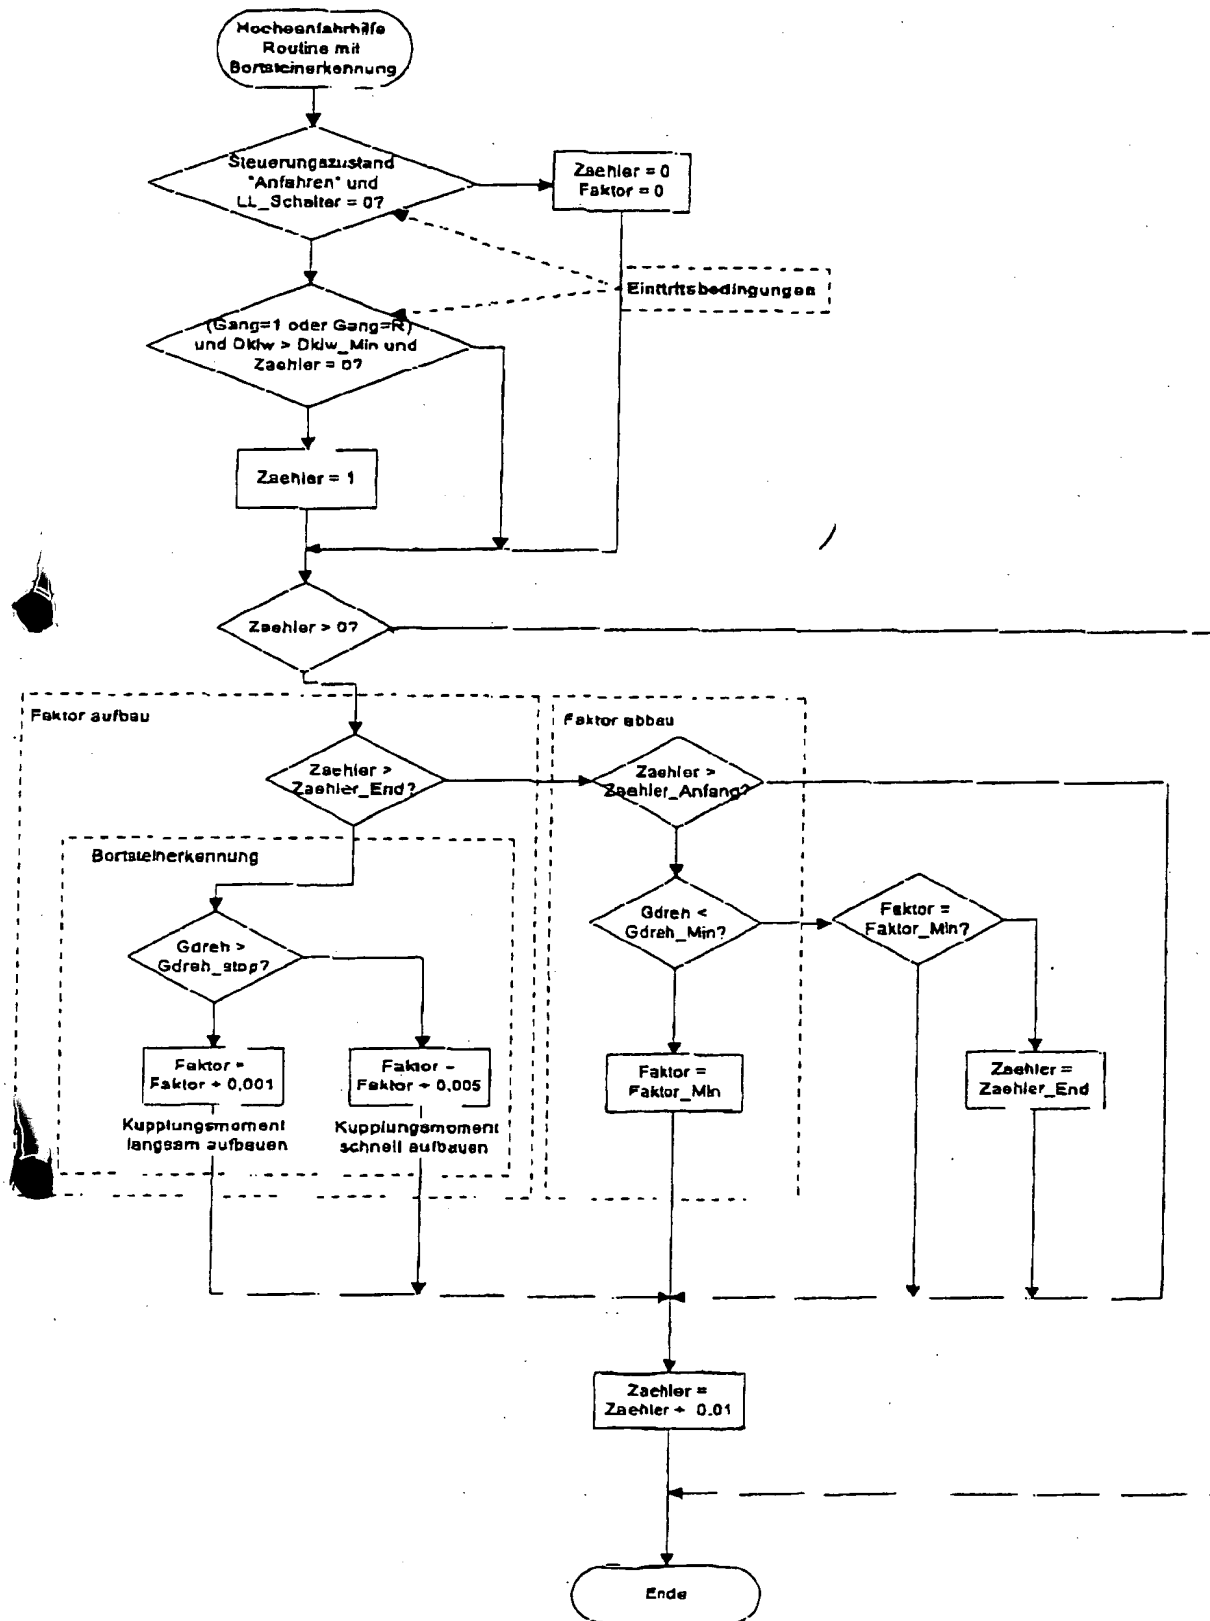 Hochschaltanfahrhilfe
Routine mit
Bortsteinerkennung
Steuerungszustand
"Anfahren" und
LL_Schalter = 0?
Zaehler = 0
Faktor = 0
Eintrittsbedingungen
(Gang=1 oder Gang=R)
und Dklw > Dklw_Min und
Zaehler = 0?
Zaehler = 1
Zaehler > 0?
Faktor aufbau
Faktor abbau
Zaehler >
Zaehler_End?
Zaehler >
Zaehler_Anfang?
Bortsteinerkennung
Gdreh >
Gdreh_stop?
Gdreh <
Gdreh_Min?
Faktor =
Faktor_Min?
Faktor =
Faktor + 0,001
Faktor =
Faktor + 0,005
Faktor =
Faktor_Min
Zaehler =
Zaehler_End
Kupplungsmoment
langsam aufbauen
Kupplungsmoment
schnell aufbauen
Zaehler =
Zaehler + 0.01
Ende